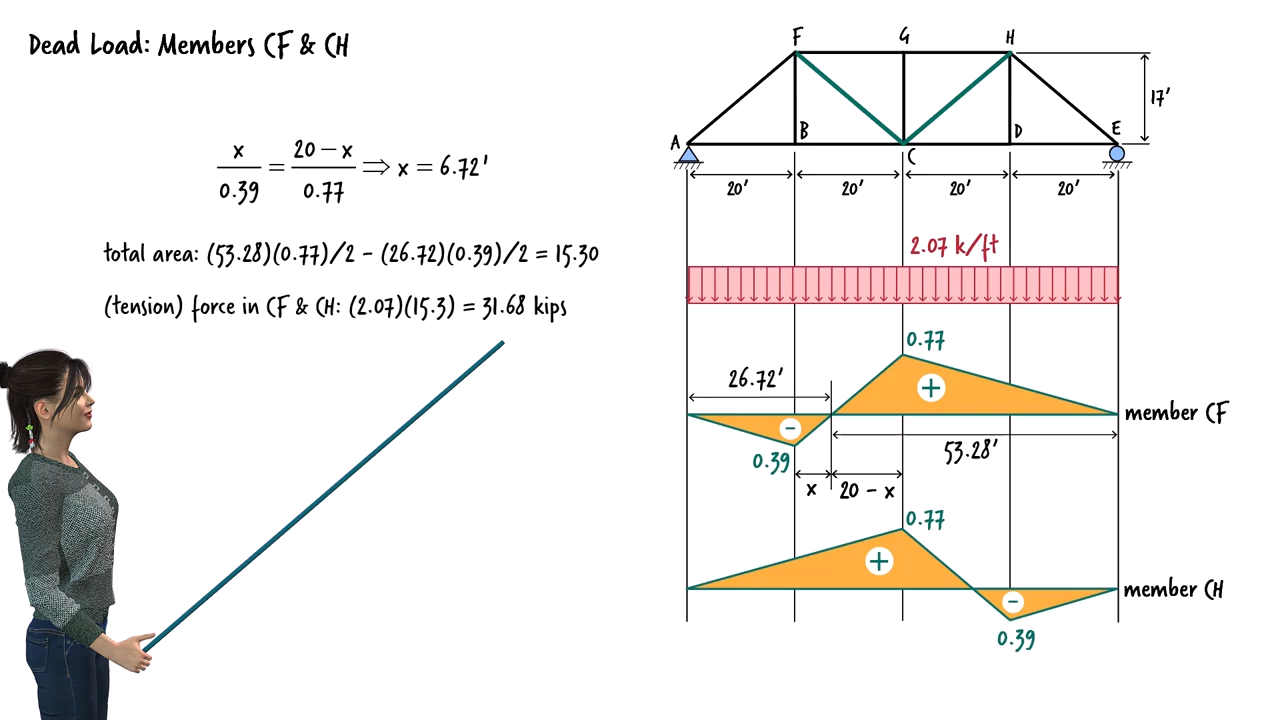 Dead Load: Members CF & CH
x / 0.39 = 20 − x / 0.77 ⟹ x = 6.72'
total area: (53.28)(0.77)/2 - (26.72)(0.39)/2 = 15.30
(tension) force in CF & CH: (2.07)(15.3) = 31.68 kips
F G H
17'
A B C D E
20' 20' 20' 20'
2.07 k/ft
0.77
26.72'
+
member CF
-
0.39
53.28'
x 20 - x
0.77
+
member CH
-
0.39